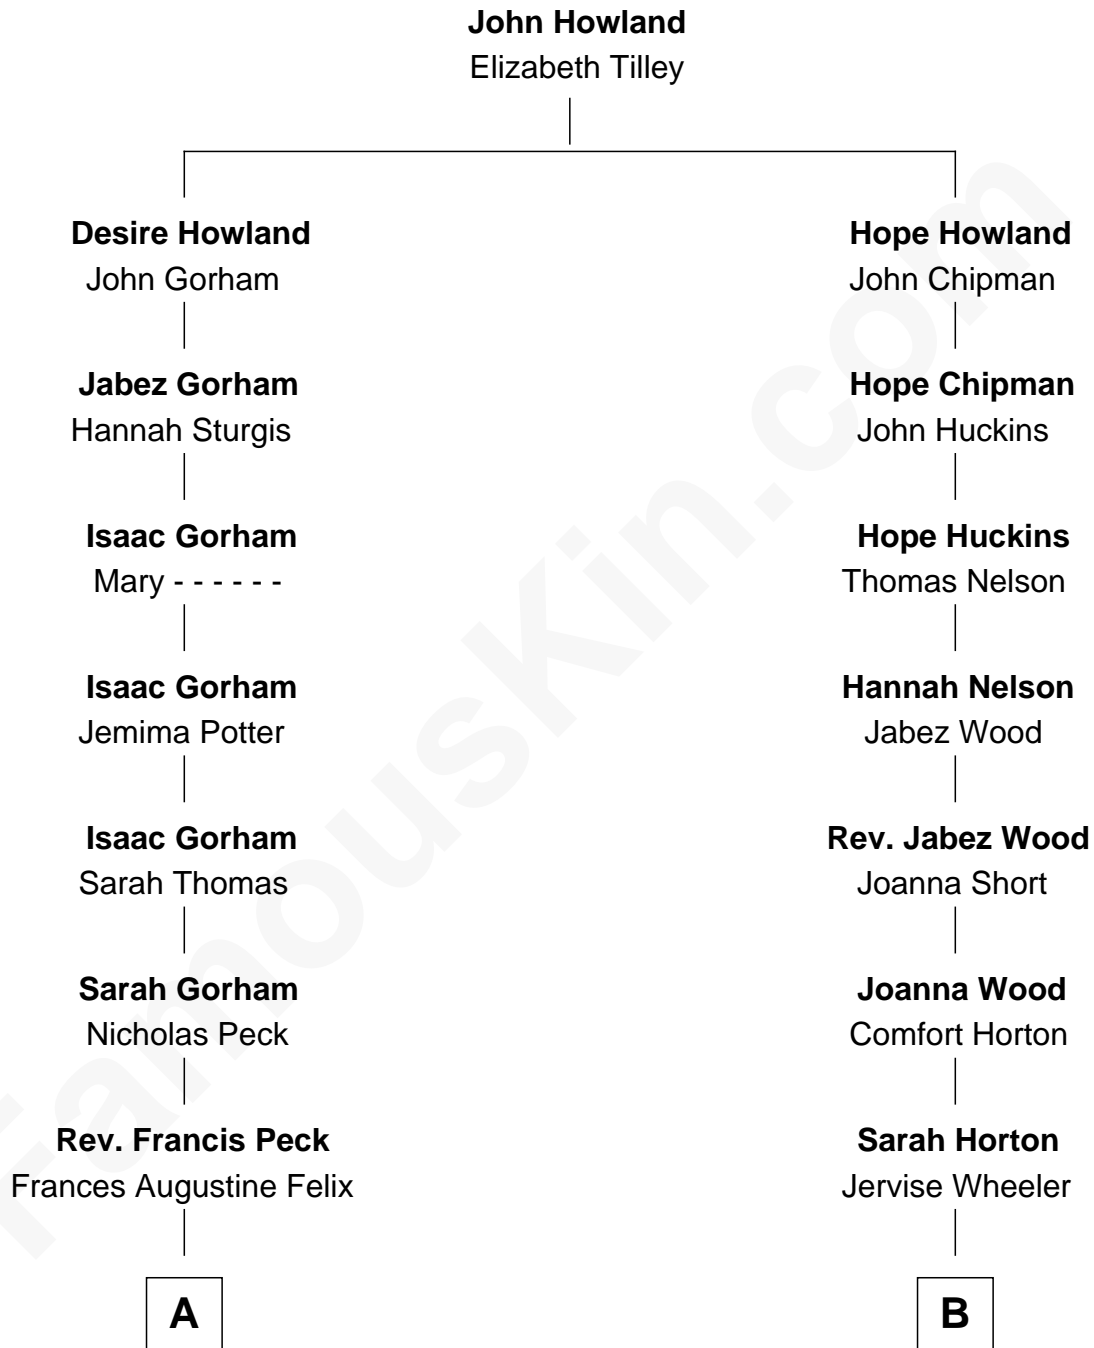 John Howland
Elizabeth Tilley
Desire Howland
John Gorham
Hope Howland
John Chipman
Jabez Gorham
Hannah Sturgis
Hope Chipman
John Huckins
Isaac Gorham
Mary - - - - - -
Hope Huckins
Thomas Nelson
Isaac Gorham
Jemima Potter
Hannah Nelson
Jabez Wood
Isaac Gorham
Sarah Thomas
Rev. Jabez Wood
Joanna Short
Sarah Gorham
Nicholas Peck
Joanna Wood
Comfort Horton
Rev. Francis Peck
Frances Augustine Felix
Sarah Horton
Jervise Wheeler
A
B
FamousKin.com